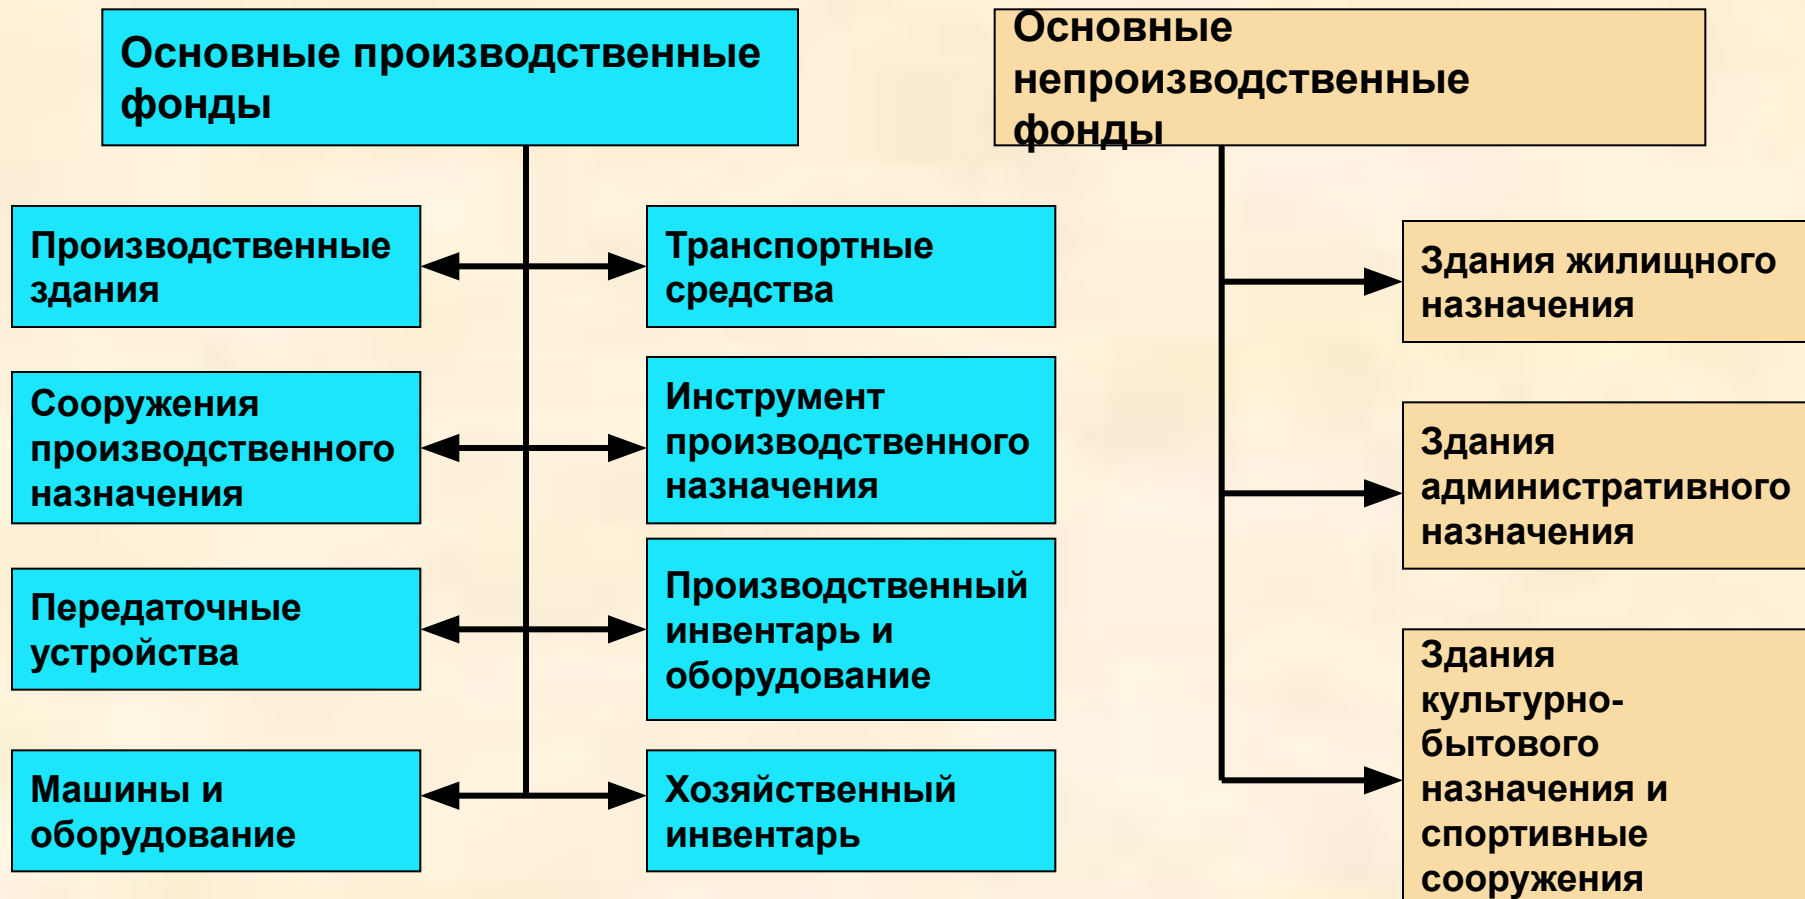 Основные производственные
фонды
Основные
непроизводственные
фонды
Производственные
здания
Транспортные
средства
Здания жилищного
назначения
Сооружения
производственного
назначения
Инструмент
производственного
назначения
Здания
административного
назначения
Передаточные
устройства
Производственный
инвентарь и
оборудование
Здания
культурно-
бытового
назначения и
спортивные
сооружения
Машины и
оборудование
Хозяйственный
инвентарь